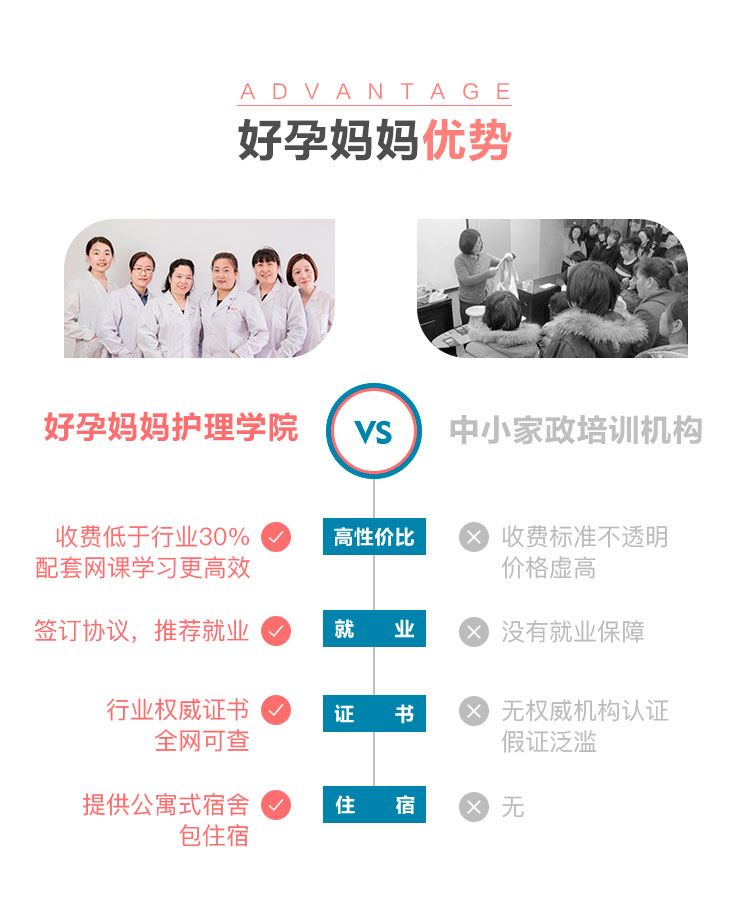 ADVANTAGE
好孕妈妈优势
好孕妈妈护理学院
VS
中小家政培训机构
收费低于行业30%
配套网课学习更高效
高性价比
收费标准不透明
价格虚高
签订协议，推荐就业
就 业
没有就业保障
行业权威证书
全网可查
证 书
无权威机构认证
假证泛滥
提供公寓式宿舍
包住宿
住 宿
无